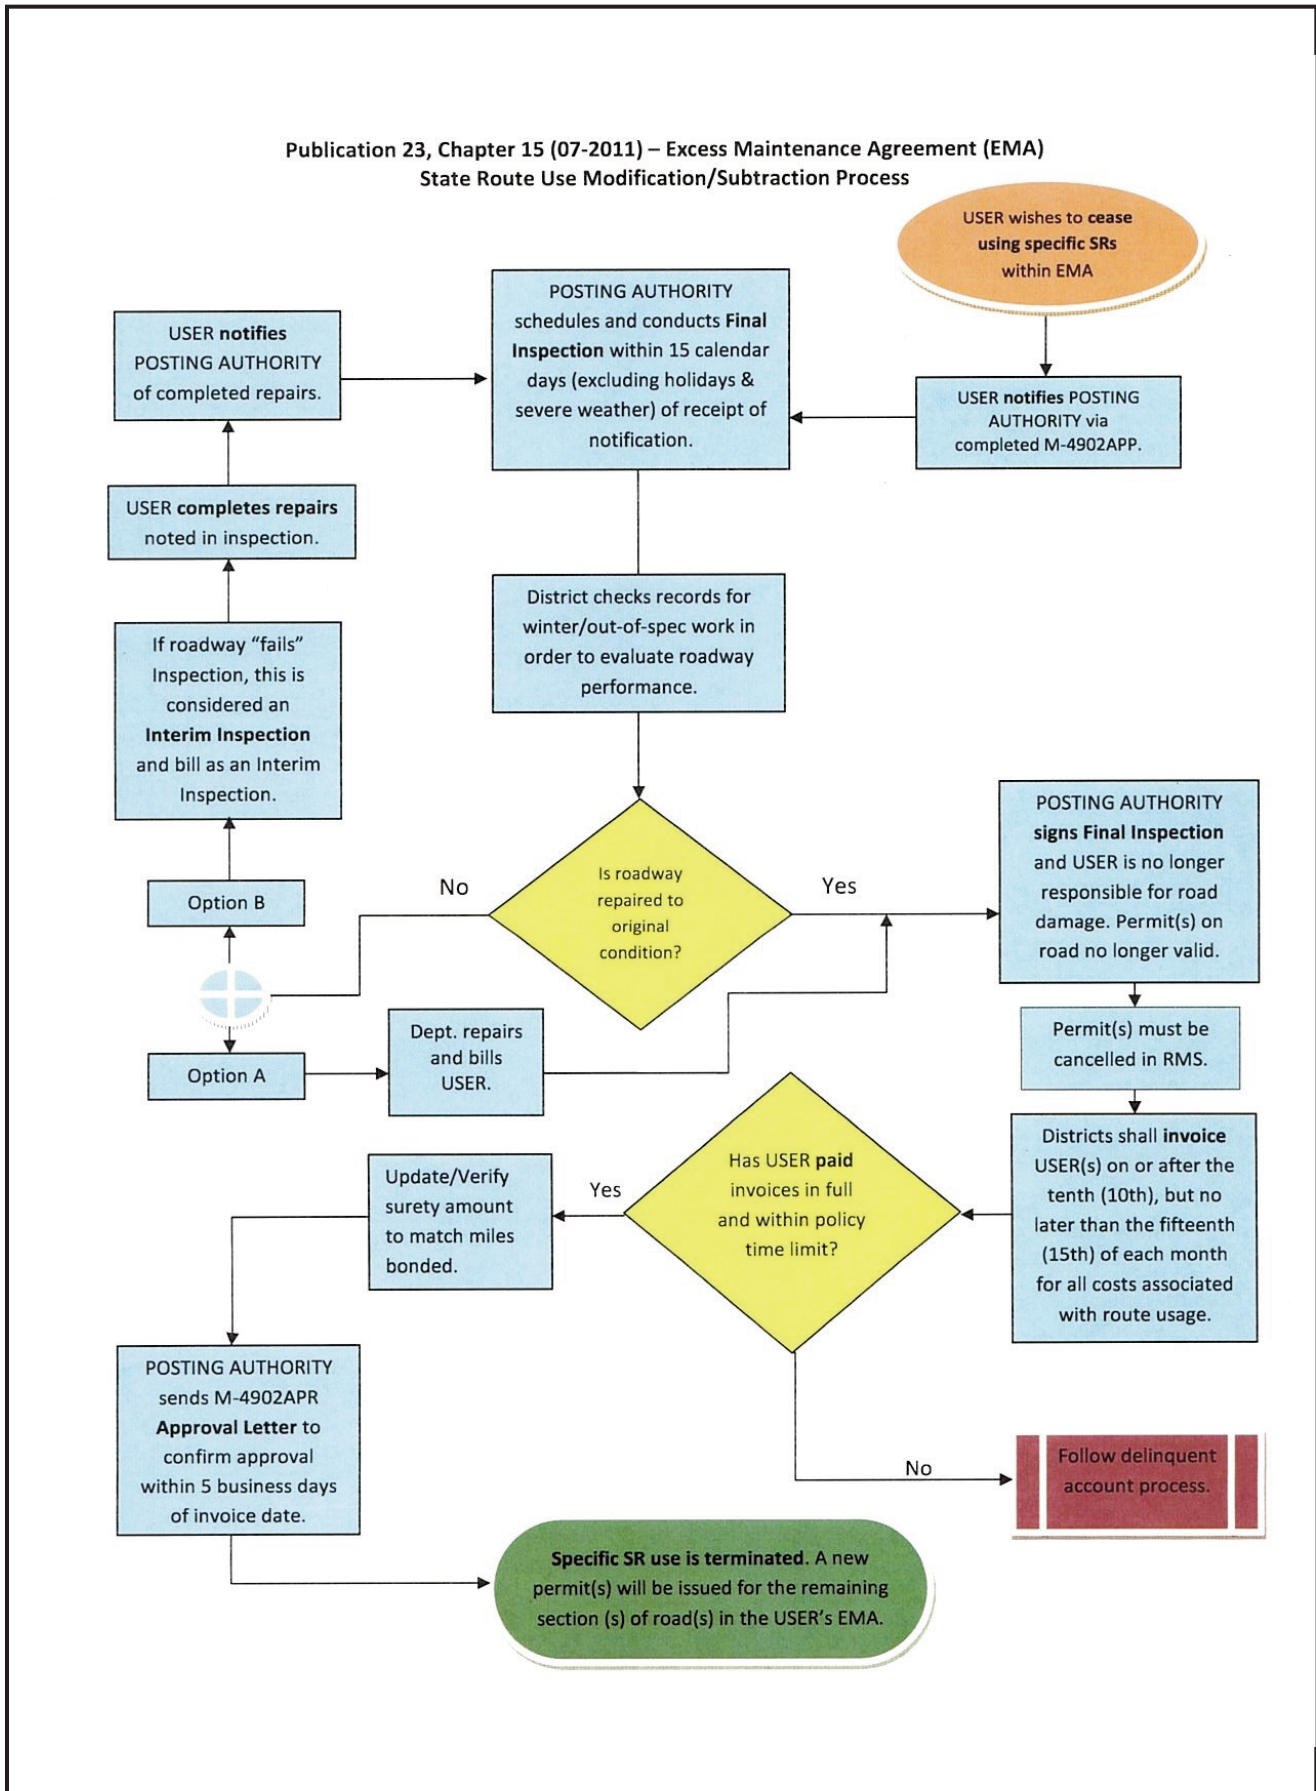 Publication 23, Chapter 15 (07-2011) – Excess Maintenance Agreement (EMA)
State Route Use Modification/Subtraction Process
USER wishes to cease
using specific SRs
within EMA
USER notifies POSTING
AUTHORITY via
completed M-4902APP.
POSTING AUTHORITY
schedules and conducts Final
Inspection within 15 calendar
days (excluding holidays &
severe weather) of receipt of
notification.
USER notifies
POSTING AUTHORITY
of completed repairs.
USER completes repairs
noted in inspection.
If roadway “fails”
Inspection, this is
considered an
Interim Inspection
and bill as an Interim
Inspection.
District checks records for
winter/out-of-spec work in
order to evaluate roadway
performance.
Is roadway
repaired to
original
condition?
No
Yes
Option B
Option A
Dept. repairs
and bills
USER.
POSTING AUTHORITY
signs Final Inspection
and USER is no longer
responsible for road
damage. Permit(s) on
road no longer valid.
Permit(s) must be
cancelled in RMS.
Districts shall invoice
USER(s) on or after the
tenth (10th), but no
later than the fifteenth
(15th) of each month
for all costs associated
with route usage.
Has USER paid
invoices in full
and within policy
time limit?
Yes
No
Update/Verify
surety amount
to match miles
bonded.
POSTING AUTHORITY
sends M-4902APR
Approval Letter to
confirm approval
within 5 business days
of invoice date.
Follow delinquent
account process.
Specific SR use is terminated. A new
permit(s) will be issued for the remaining
section (s) of road(s) in the USER’s EMA.